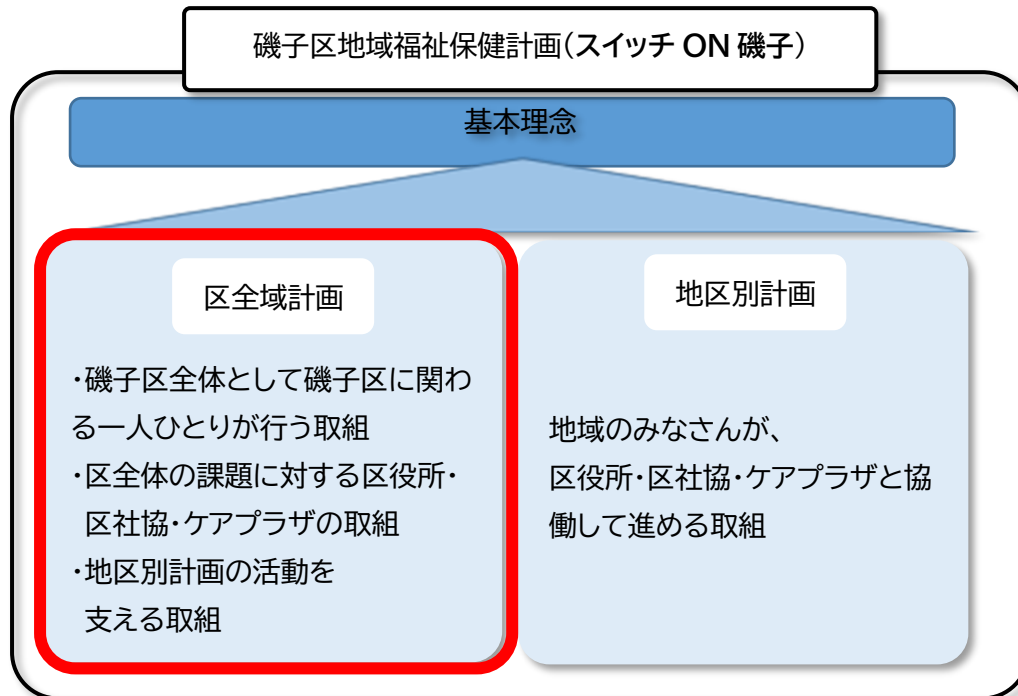 磯子区地域福祉保健計画(スイッチ ON 磯子)
基本理念
区全域計画
・磯子区全体として磯子区に関わ
る一人ひとりが行う取組
・区全体の課題に対する区役所・
区社協・ケアプラザの取組
・地区別計画の活動を
支える取組
地区別計画
地域のみなさんが、
区役所・区社協・ケアプラザと協
働して進める取組